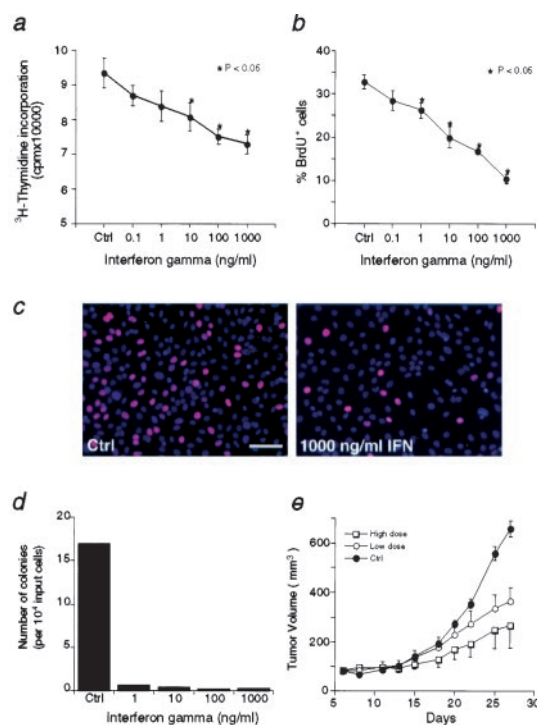 a
³H-Thymidine incorporation
(cpmx10000)
10
9
8
7
6
5
* P < 0.05
*
*
*
Ctrl 0.1 1 10 100 1000
Interferon gamma (ng/ml)
b
% BrdU⁺ cells
50
40
30
20
10
0
* P < 0.05
*
*
*
*
Ctrl 0.1 1 10 100 1000
Interferon gamma (ng/ml)
c
Ctrl
1000 ng/ml IFN
d
Number of colonies
(per 10⁴ input cells)
20
15
10
5
0
Ctrl 1 10 100 1000
Interferon gamma (ng/ml)
e
Tumor Volume ( mm³ )
600
400
200
0
High dose
Low dose
Ctrl
5 10 15 20 25 30
Days